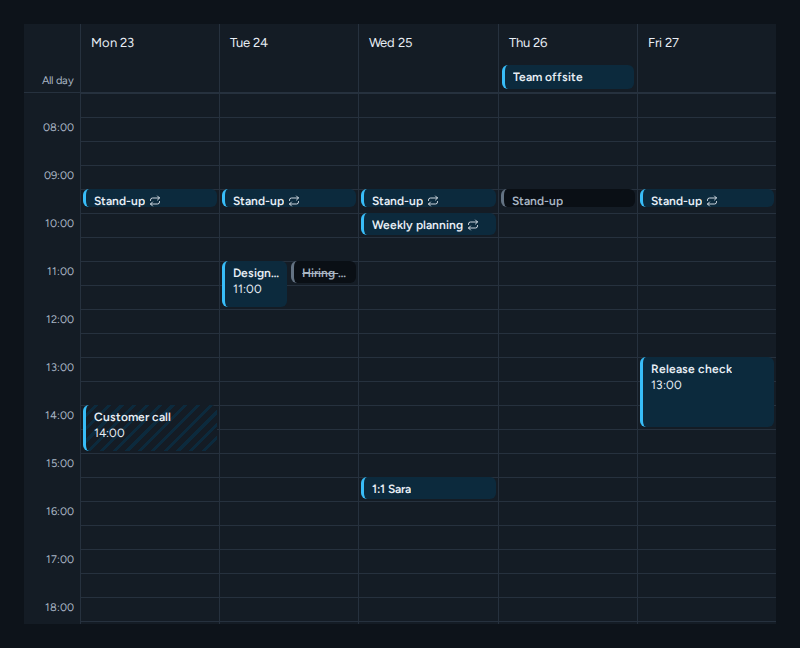 Mon 23
Tue 24
Wed 25
Thu 26
Fri 27
All day
Team offsite
08:00
09:00
Stand-up
Stand-up
Stand-up
Stand-up
Stand-up
10:00
Weekly planning
11:00
Design...
11:00
Hiring ...
12:00
13:00
Release check
13:00
14:00
Customer call
14:00
15:00
1:1 Sara
16:00
17:00
18:00